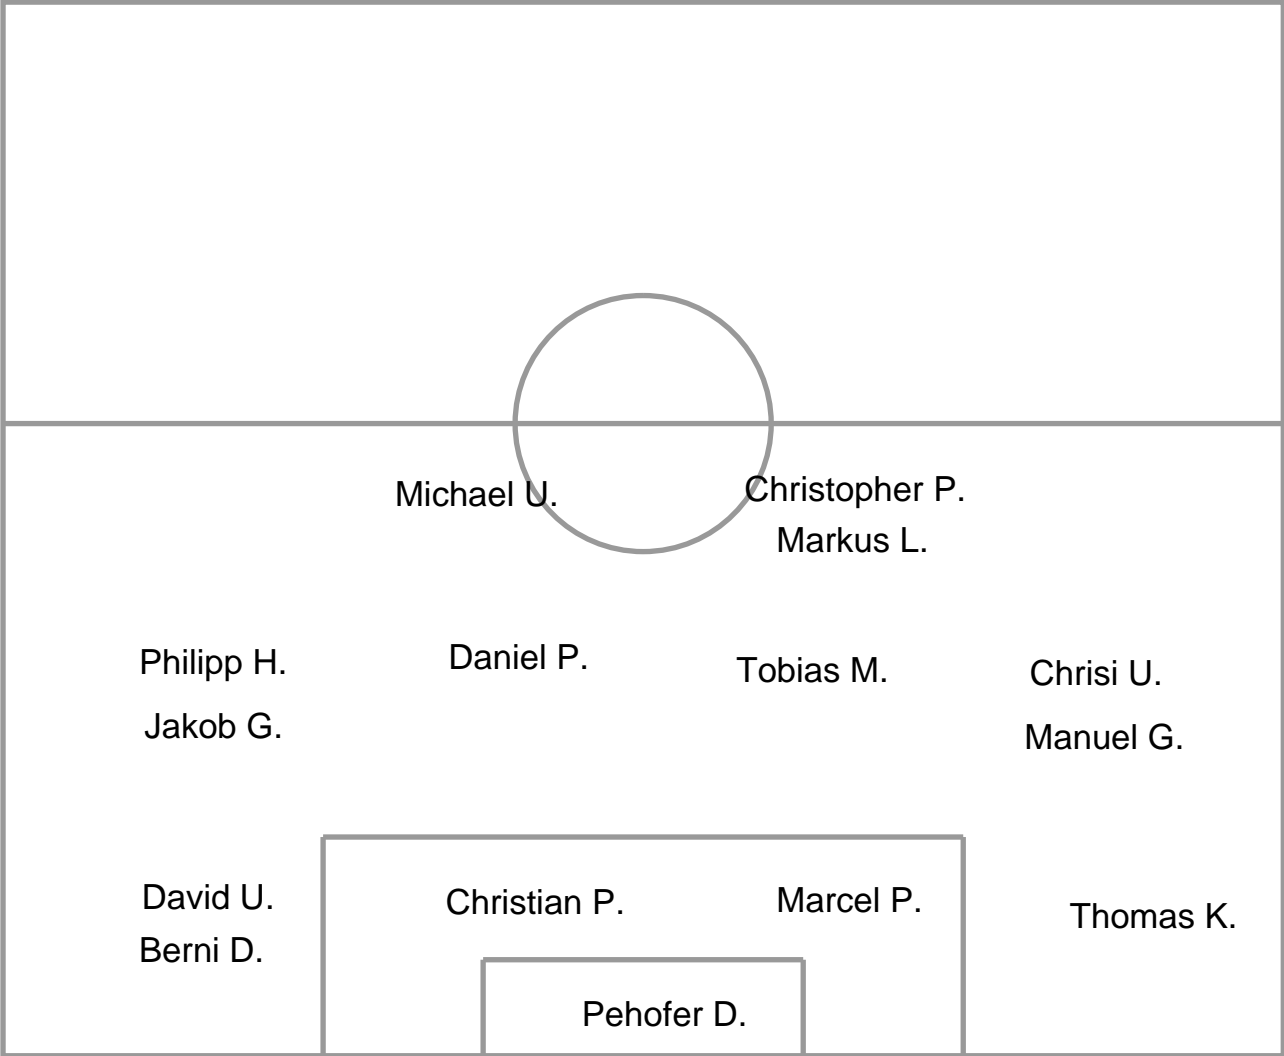 Michael U.
Christopher P.
Markus L.
Philipp H.
Daniel P.
Tobias M.
Chrisi U.
Jakob G.
Manuel G.
David U.
Christian P.
Marcel P.
Thomas K.
Berni D.
Pehofer D.